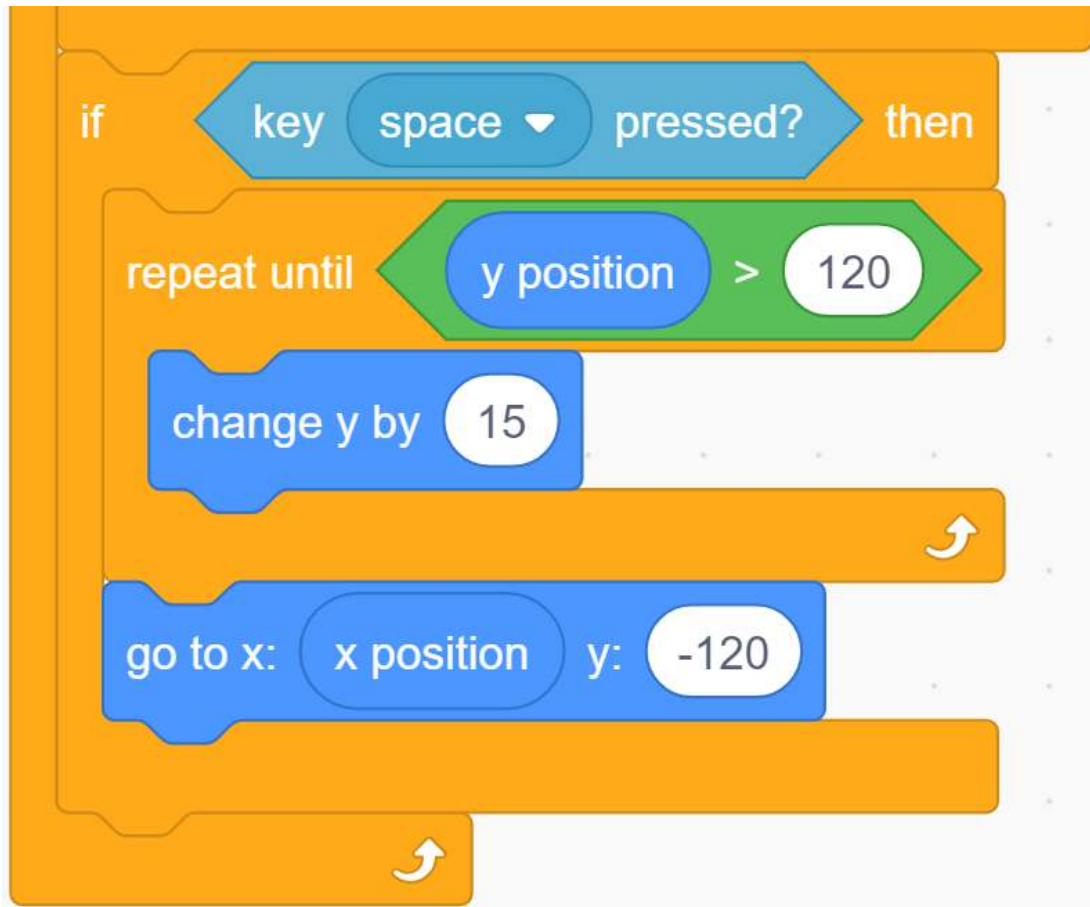 if key space pressed? then
repeat until y position > 120
change y by 15
go to x: x position y: -120